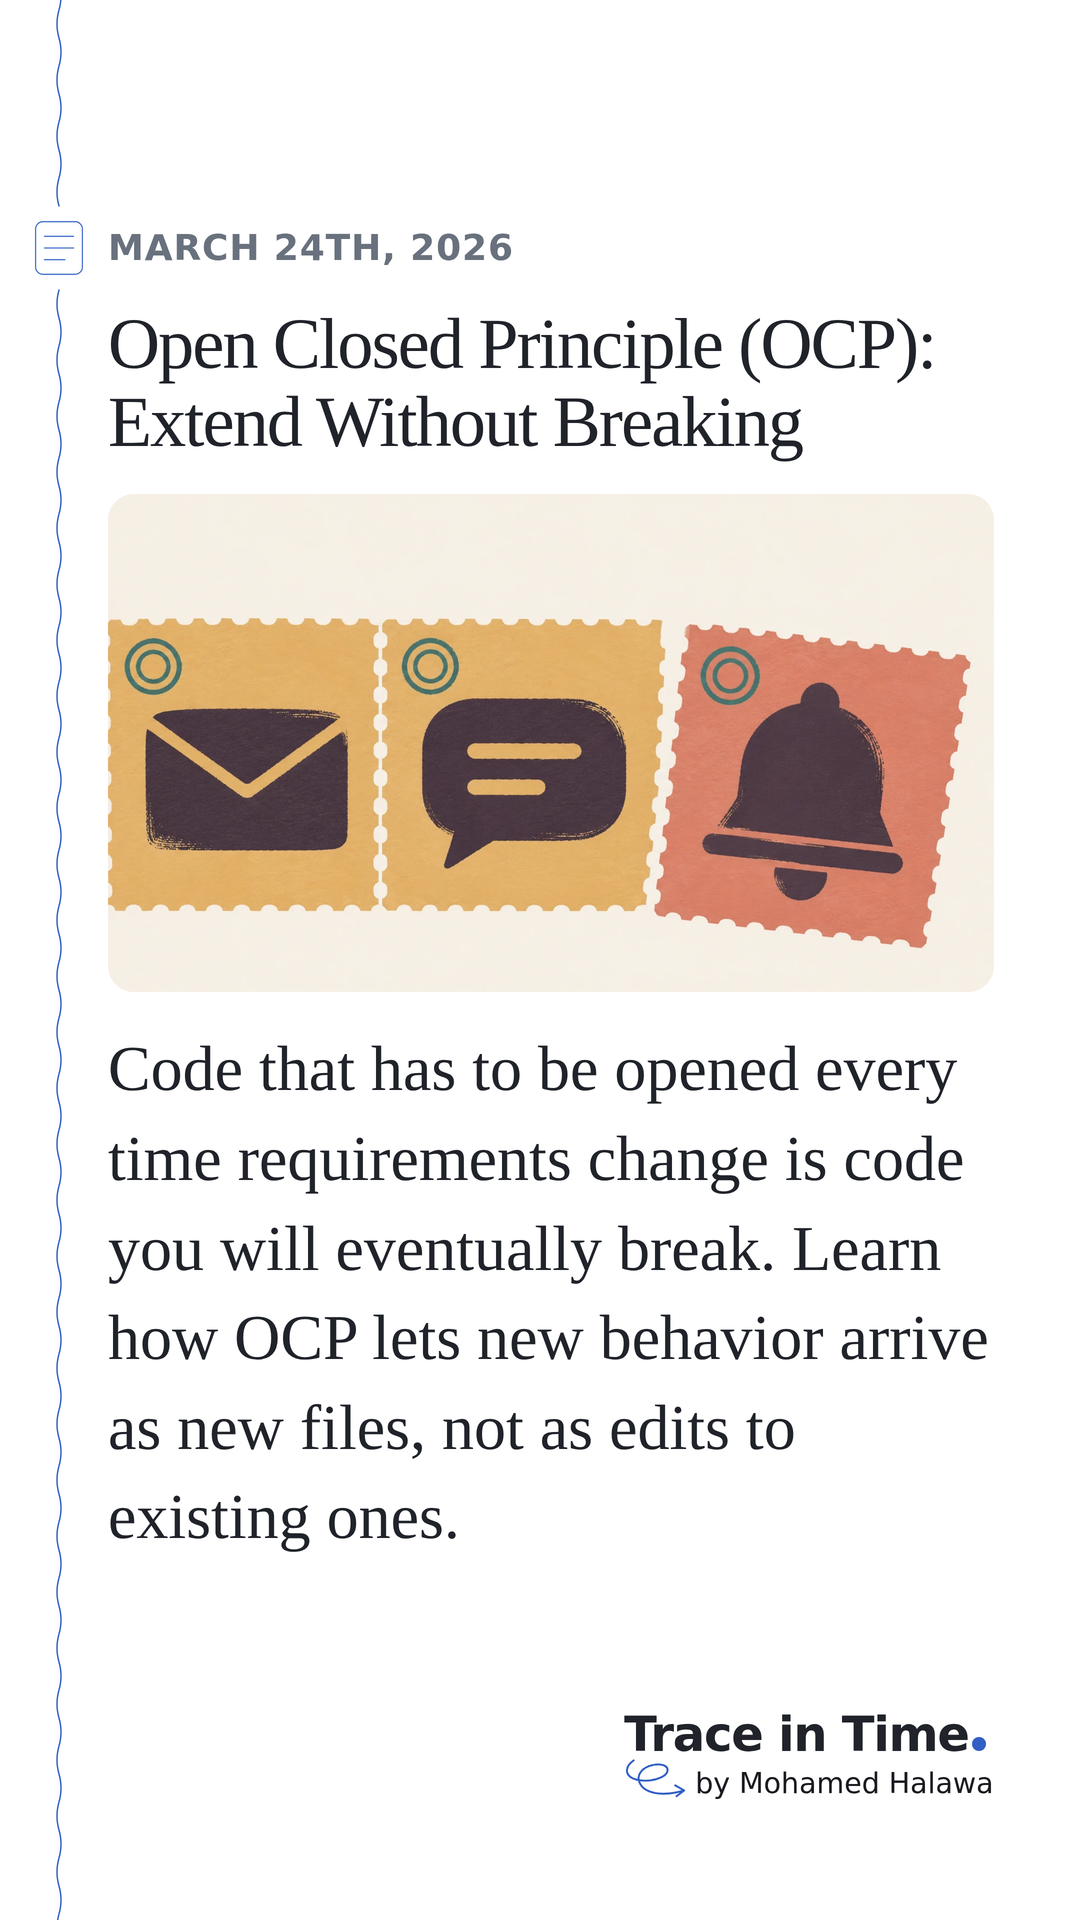 MARCH 24TH, 2026
Open Closed Principle (OCP):
Extend Without Breaking
Code that has to be opened every
time requirements change is code
you will eventually break. Learn
how OCP lets new behavior arrive
as new files, not as edits to
existing ones.
Trace in Time.
by Mohamed Halawa